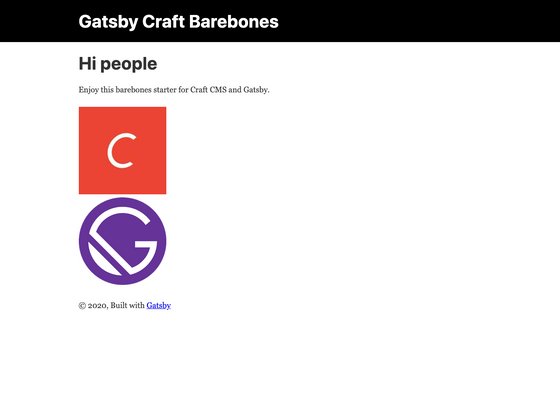 Gatsby Craft Barebones
Hi people
Enjoy this barebones starter for Craft CMS and Gatsby.
C
G
© 2020, Built with Gatsby